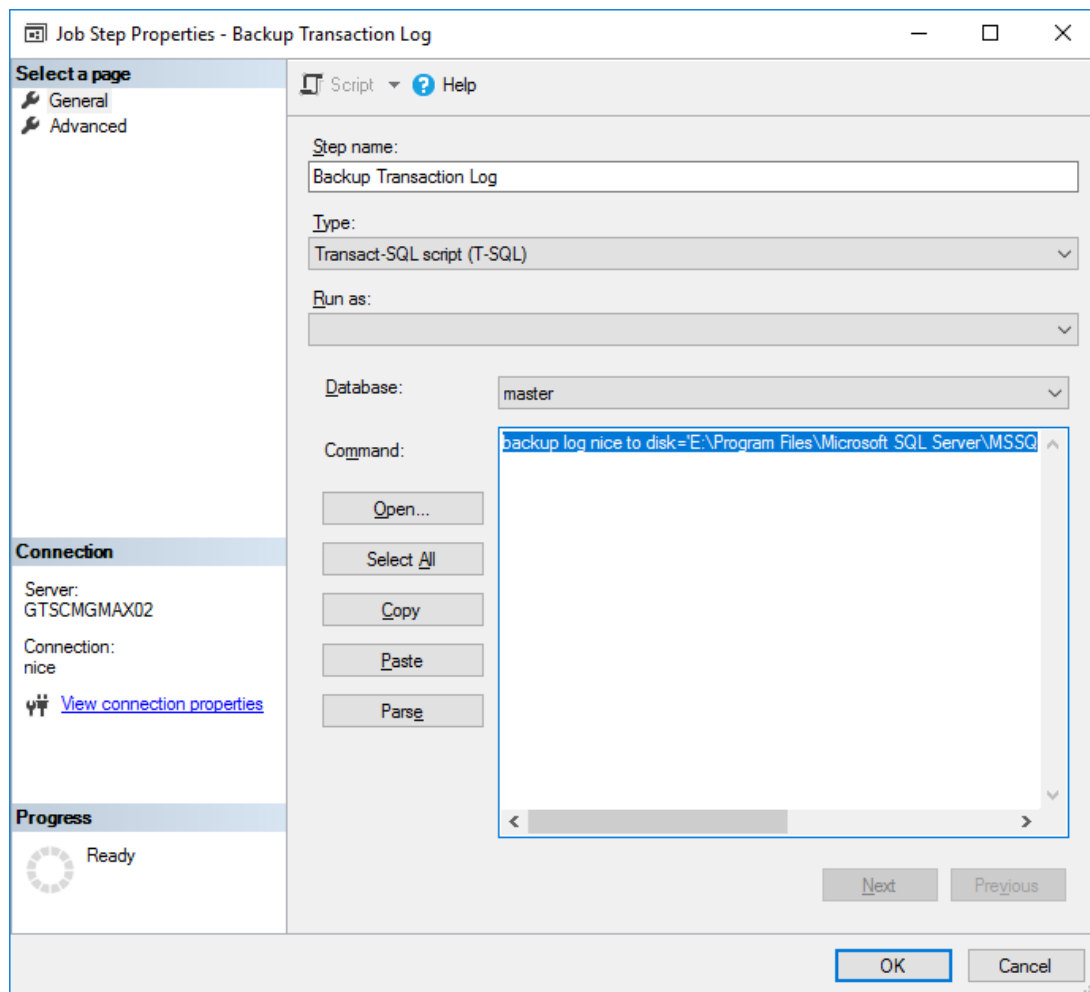 Job Step Properties - Backup Transaction Log
Select a page
General
Advanced
Script
Help
Step name:
Backup Transaction Log
Type:
Transact-SQL script (T-SQL)
Run as:
Database:
master
Command:
backup log nice to disk='E:\Program Files\Microsoft SQL Server\MSSQ
Open...
Select All
Copy
Paste
Parse
Connection
Server:
GTSCMGMAX02
Connection:
nice
View connection properties
Progress
Ready
Next
Previous
OK
Cancel